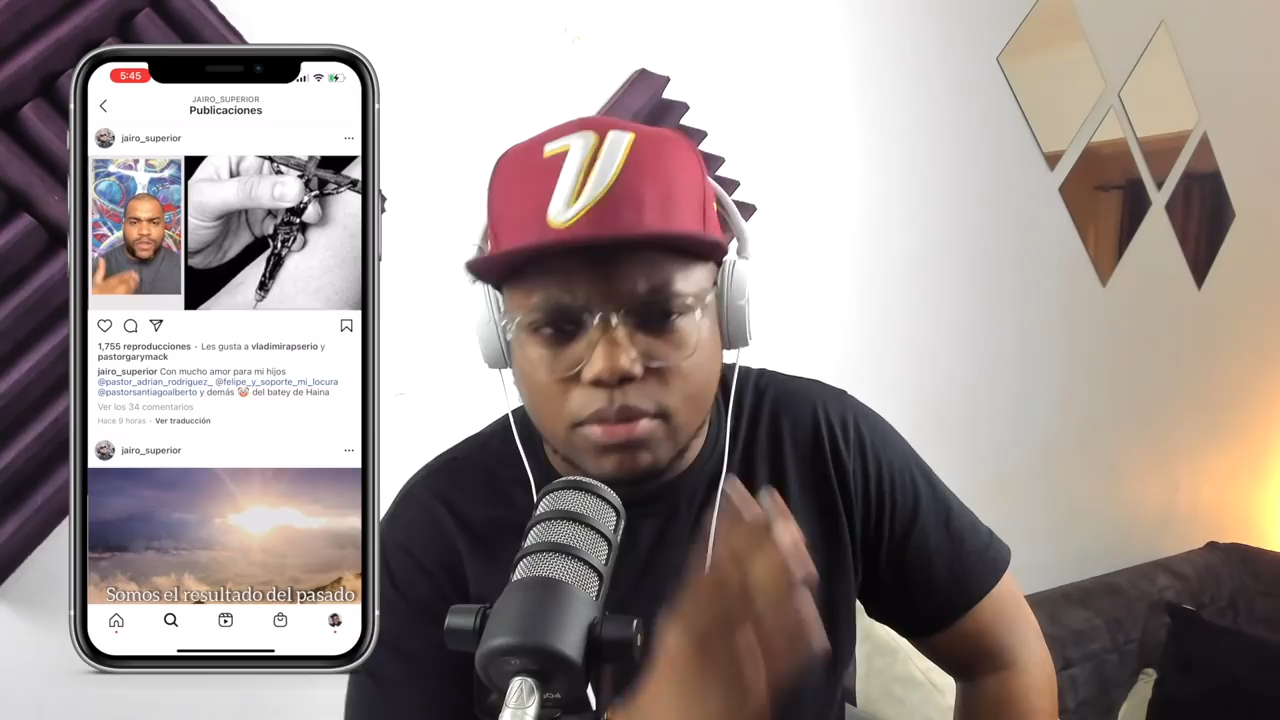 5:45
JAIRO_SUPERIOR
Publicaciones
jairo_superior
1,755 reproducciones · Les gusta a vladimirapserio y
pastorgarymack
jairo_superior Con mucho amor para mi hijos
@pastor_adrian_rodriguez_ @felipe_y_soporte_mi_locura
@pastorsantiagoalberto y demás 🤡 del batey de Haina
Ver los 34 comentarios
Hace 9 horas · Ver traducción
jairo_superior
Somos el resultado del pasado
V